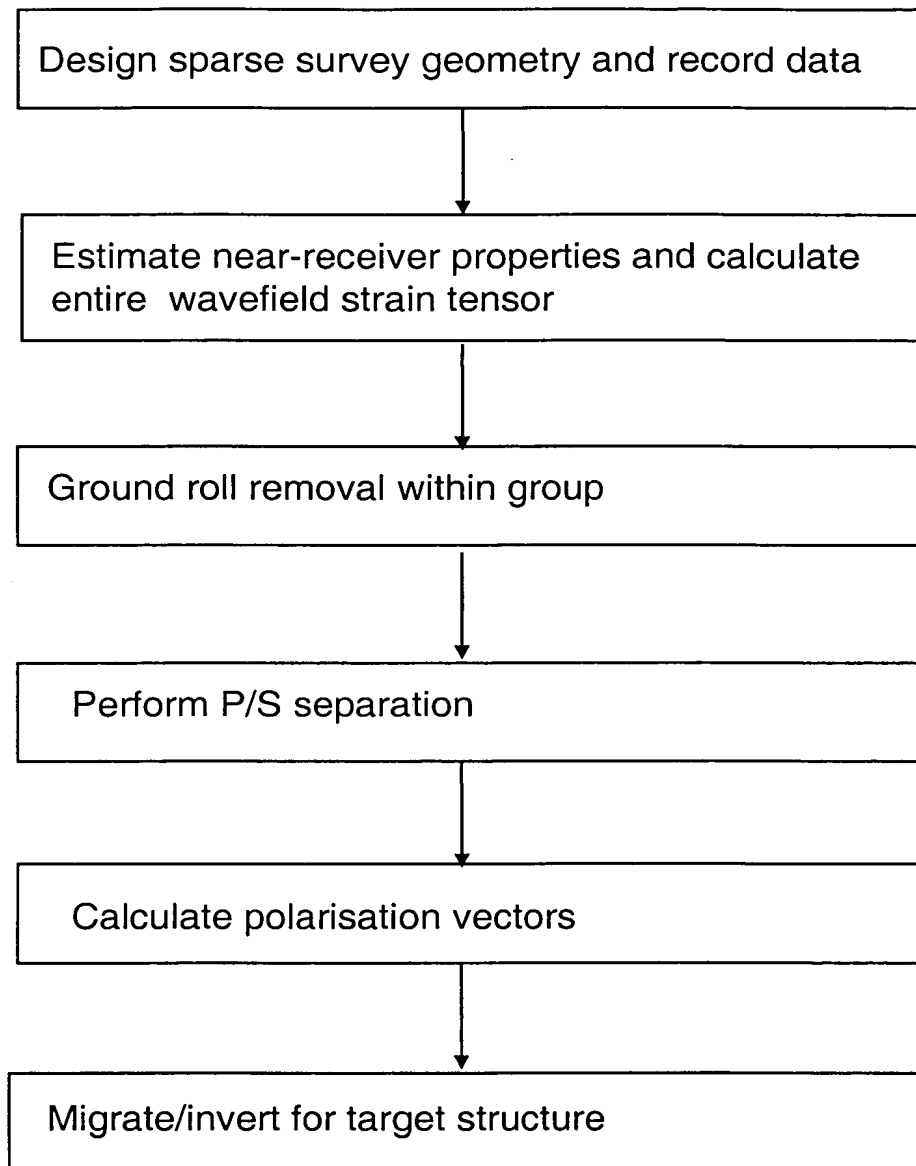 Design sparse survey geometry and record data
Estimate near-receiver properties and calculate
entire wavefield strain tensor
Ground roll removal within group
Perform P/S separation
Calculate polarisation vectors
Migrate/invert for target structure